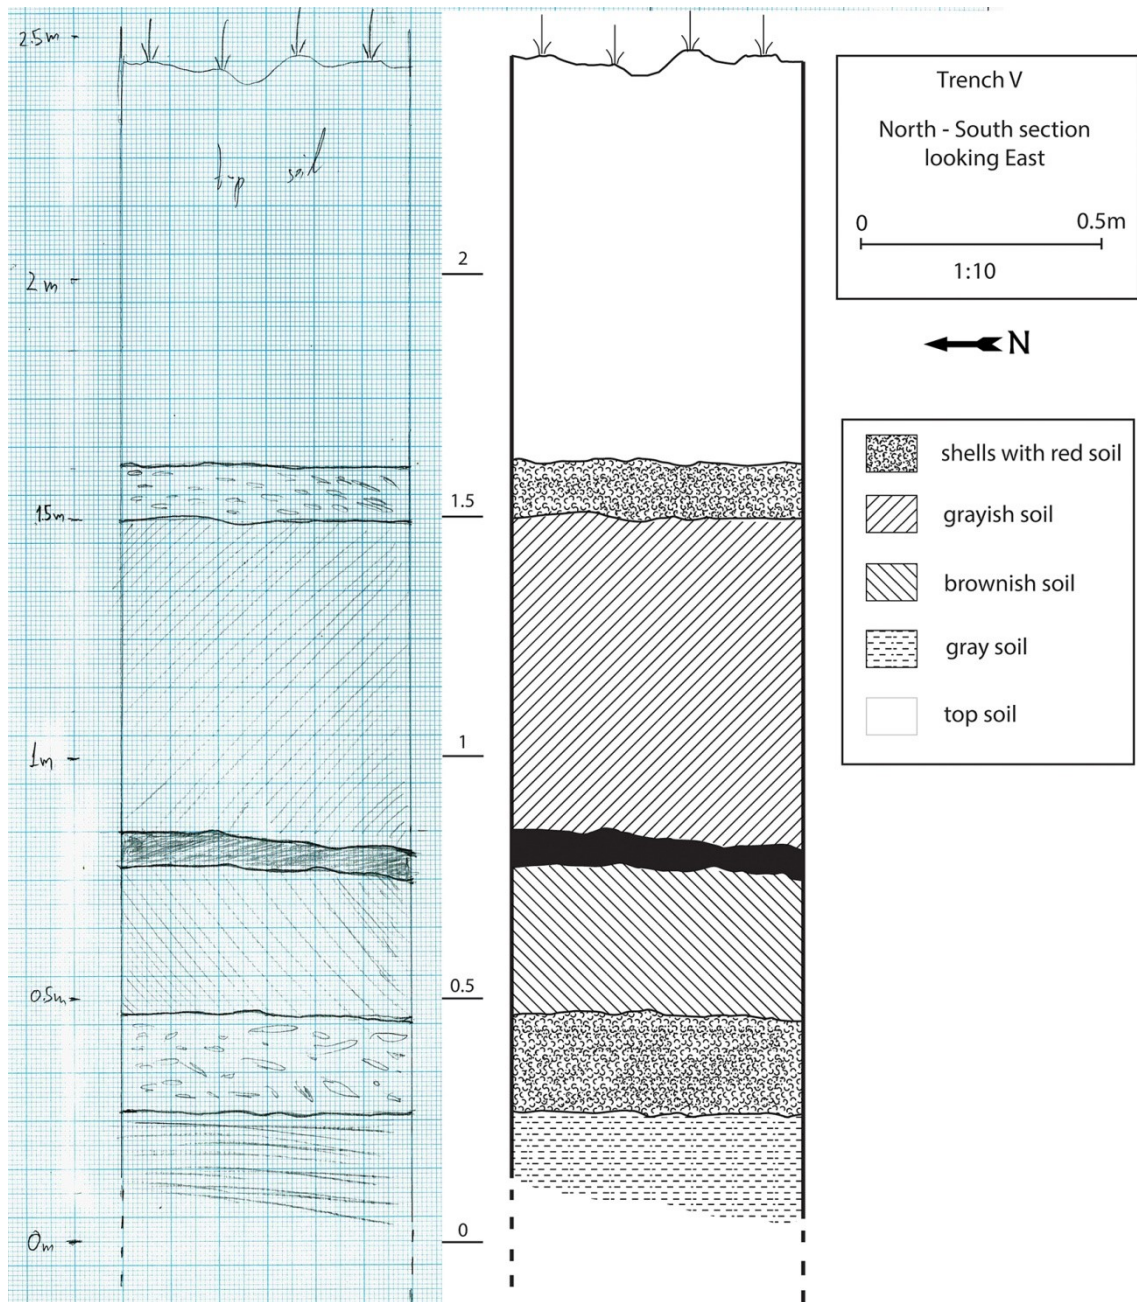 2.5m
top soil
2m
1.5m
1m
0.5m
0m
2
1.5
1
0.5
0
Trench V
North - South section
looking East
0 0.5m
1:10
N
shells with red soil
grayish soil
brownish soil
gray soil
top soil